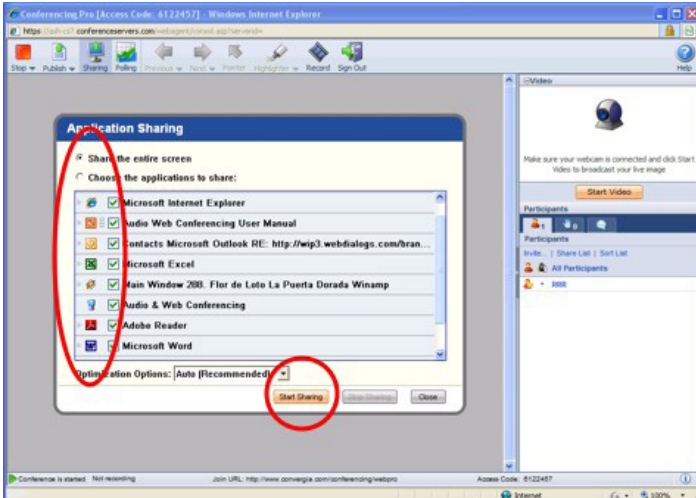 Conferencing Pro [Access Code: 6122457] - Windows Internet Explorer
Stop Publish Sharing Polling Previous Next Pointer Highlighter Record Sign Out
Help
Video
Application Sharing
Share the entire screen
Choose the applications to share:
Microsoft Internet Explorer
Audio Web Conferencing User Manual
Contacts Microsoft Outlook RE: http://wip3.webdialogs.com/bran...
Microsoft Excel
Main Window 288. Flor de Loto La Puerta Dorada Winamp
Audio & Web Conferencing
Adobe Reader
Microsoft Word
Optimization Options: Auto (Recommended)
Start Sharing Stop Sharing Close
Make sure your webcam is connected and click Start
Video to broadcast your live image
Start Video
Participants
1 0
Participants
Invite... | Share List | Sort List
All Participants
Conference is started Not recording Join URL: http://www.convergia.com/conferencing/webpro Access Code: 6122457
Internet 100%